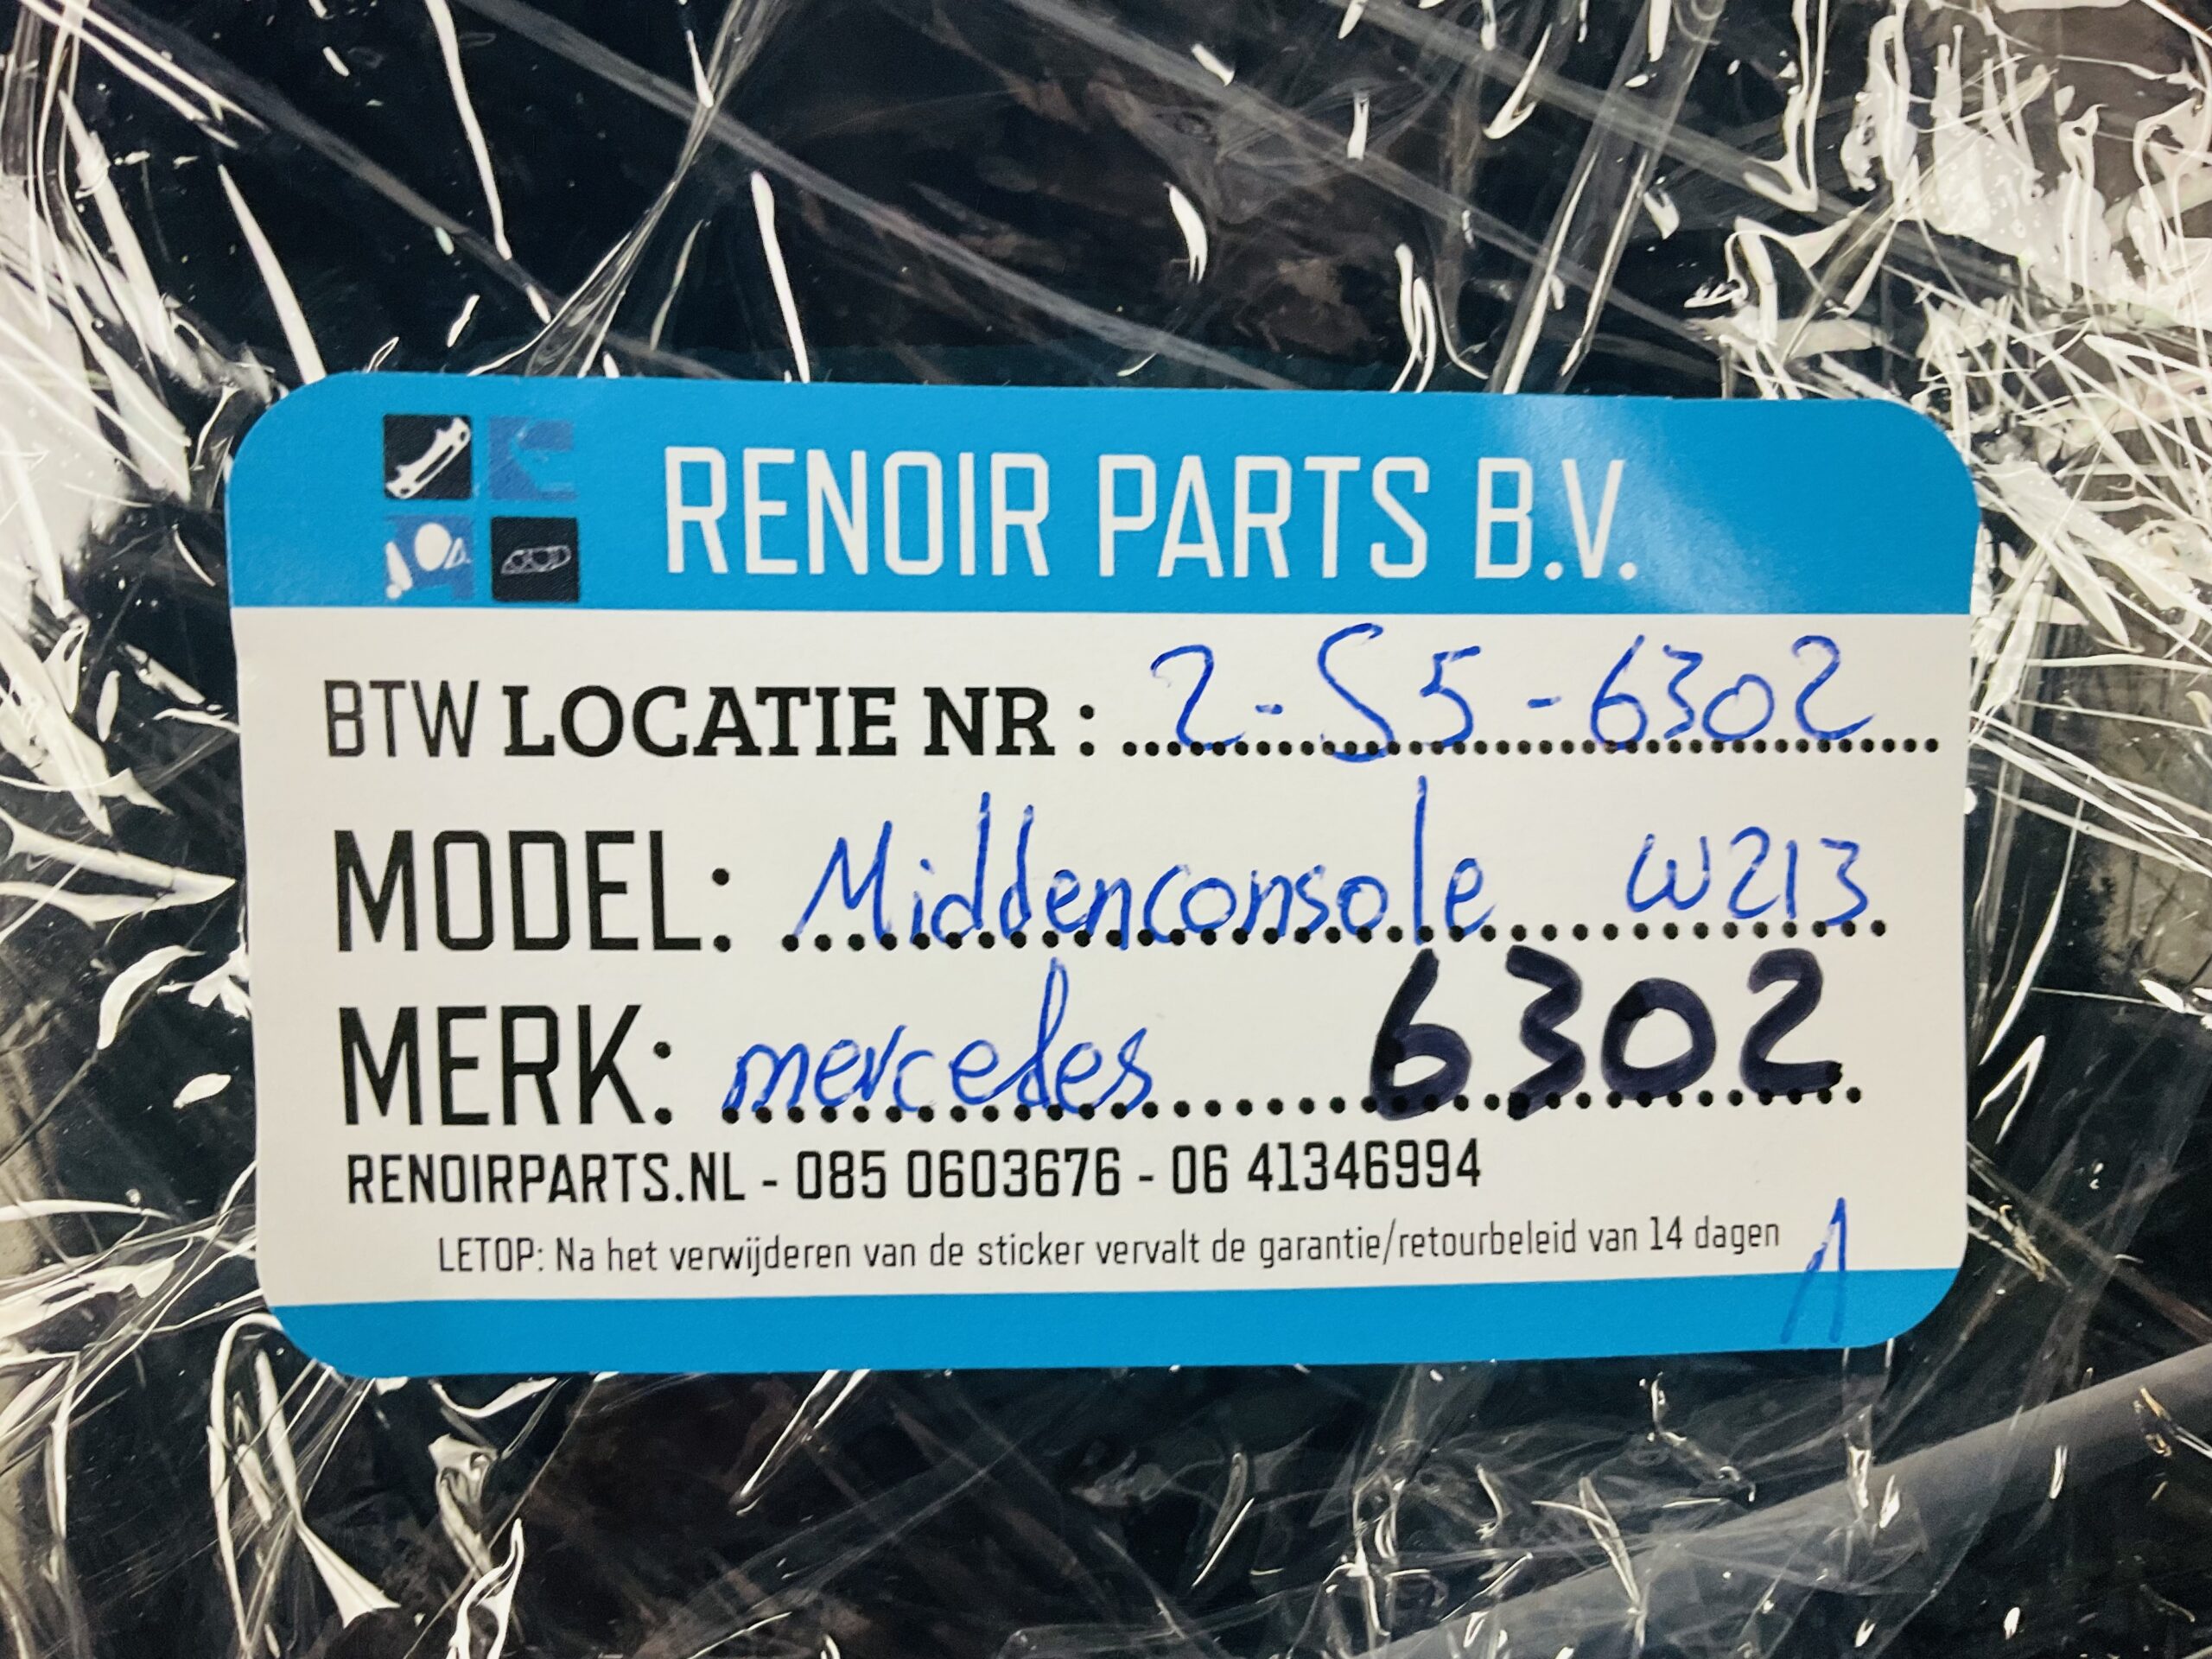 RENOIR PARTS B.V.
BTW LOCATIE NR : 2-S5-6302
MODEL: Middenconsole W213
MERK: mercedes 6302
RENOIRPARTS.NL - 085 0603676 - 06 41346994
LETOP: Na het verwijderen van de sticker vervalt de garantie/retourbeleid van 14 dagen
1